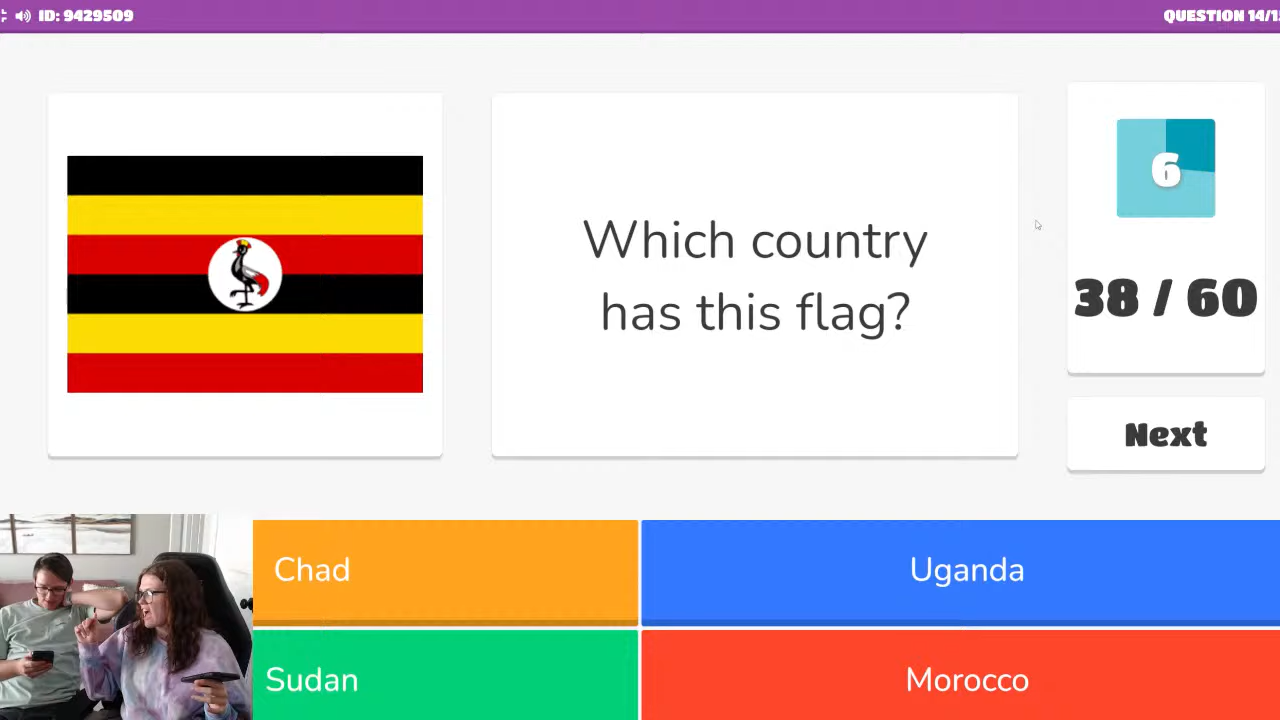 ID: 9429509
QUESTION 14/1
Which country
has this flag?
6
38 / 60
Next
Chad
Uganda
Sudan
Morocco